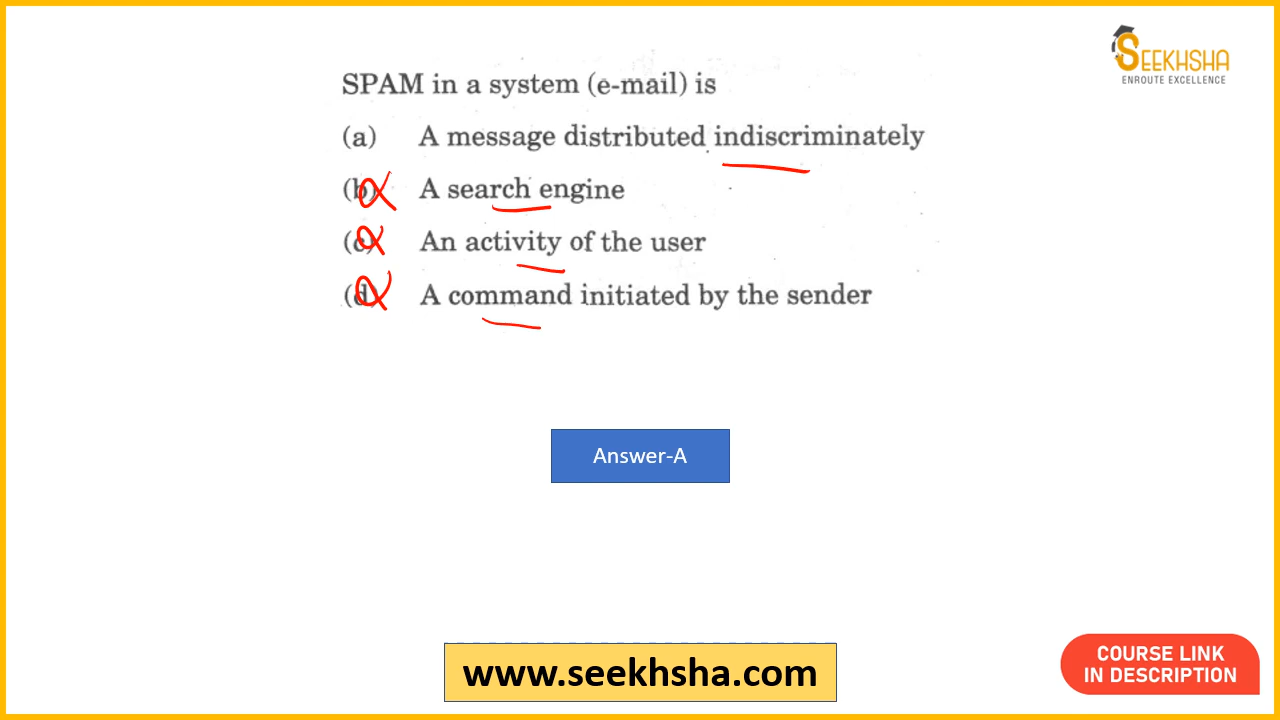 SEEKHSHA
ENROUTE EXCELLENCE
SPAM in a system (e-mail) is
(a) A message distributed indiscriminately
(b) A search engine
(c) An activity of the user
(d) A command initiated by the sender
Answer-A
www.seekhsha.com
COURSE LINK
IN DESCRIPTION